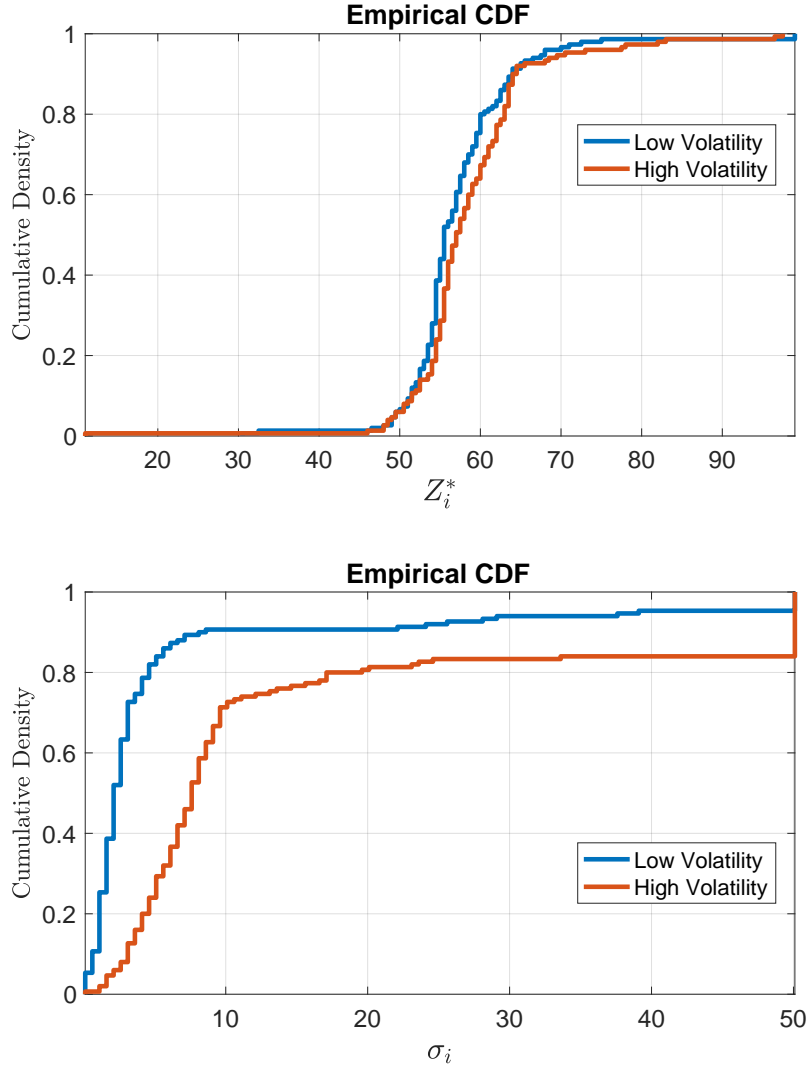 Empirical CDF
1
0.8
0.6
0.4
0.2
0
Cumulative Density
Low Volatility
High Volatility
20 30 40 50 60 70 80 90
Z*i
Empirical CDF
1
0.8
0.6
0.4
0.2
0
Cumulative Density
Low Volatility
High Volatility
10 20 30 40 50
σi